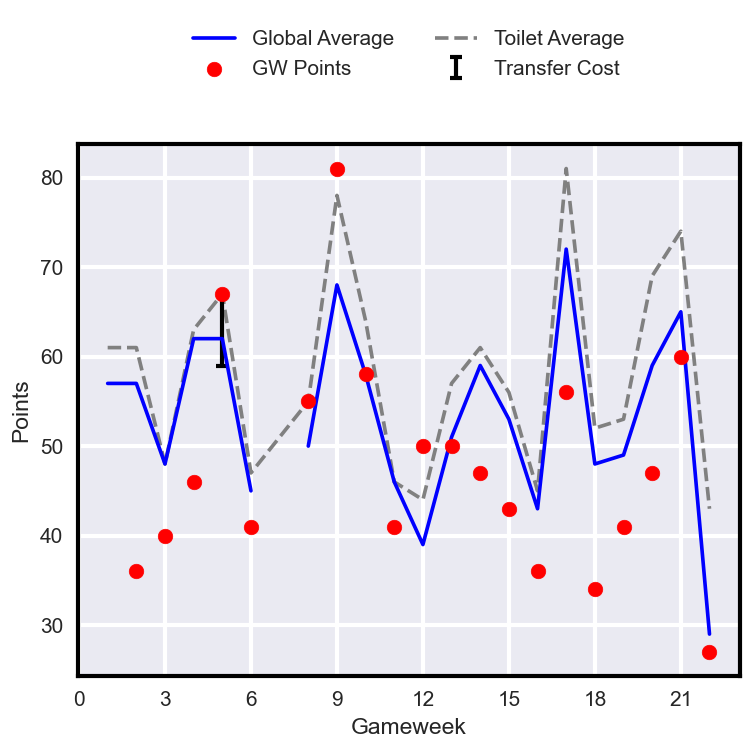 Global Average
GW Points
Toilet Average
Transfer Cost
80
70
60
50
40
30
Points
0 3 6 9 12 15 18 21
Gameweek